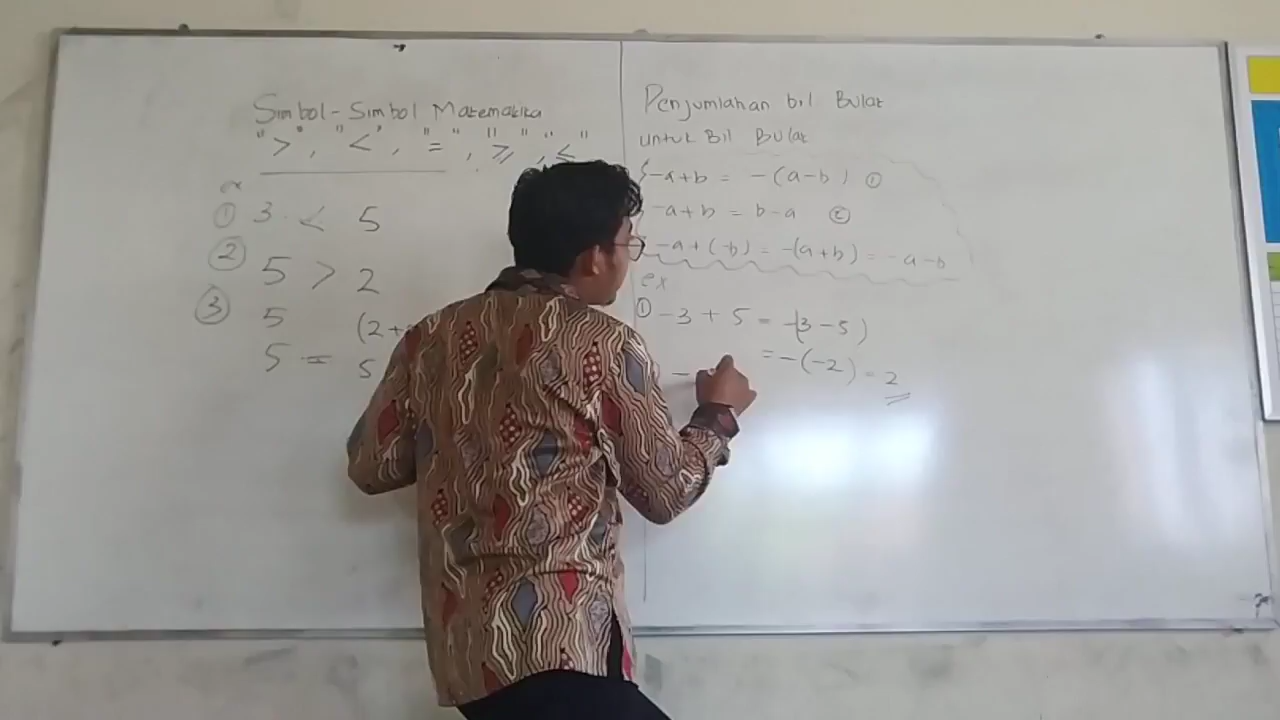 Simbol-Simbol Matematika
">", "<", "=", "≥", "≤"
ex
① 3 < 5
② 5 > 2
③ 5 (2+
5 = 5
Penjumlahan bil Bulat
untuk Bil Bulat
-a+b = -(a-b) ①
-a+b = b-a ②
-a+(-b) = -(a+b) = -a-b
ex
① -3 + 5 = -(3-5)
= -(-2) = 2
-